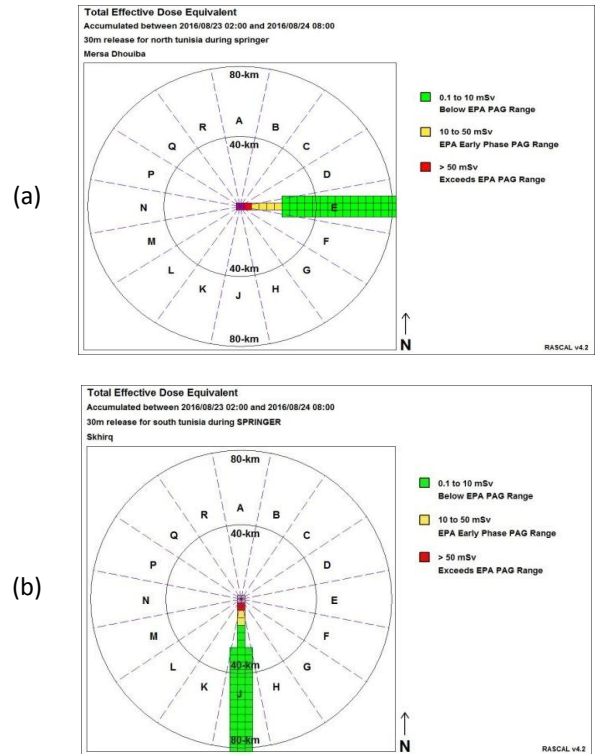 (a)
Total Effective Dose Equivalent
Accumulated between 2016/08/23 02:00 and 2016/08/24 08:00
30m release for north tunisia during springer
Mersa Dhouiba
80-km
A
B
C
D
E
F
G
H
J
K
L
M
N
P
Q
R
40-km
40-km
80-km
0.1 to 10 mSv
Below EPA PAG Range
10 to 50 mSv
EPA Early Phase PAG Range
> 50 mSv
Exceeds EPA PAG Range
N
RASCAL v4.2
(b)
Total Effective Dose Equivalent
Accumulated between 2016/08/23 02:00 and 2016/08/24 08:00
30m release for south tunisia during SPRINGER
Skhirq
80-km
A
B
C
D
E
F
G
H
J
K
L
M
N
P
Q
R
40-km
40-km
80-km
0.1 to 10 mSv
Below EPA PAG Range
10 to 50 mSv
EPA Early Phase PAG Range
> 50 mSv
Exceeds EPA PAG Range
N
RASCAL v4.2